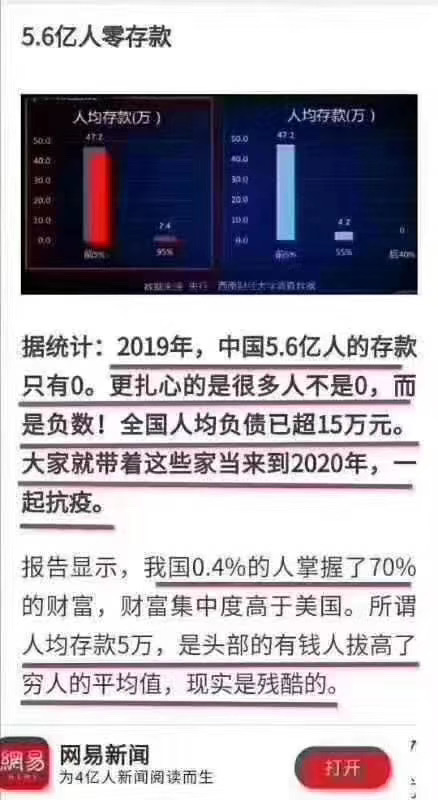 5.6亿人零存款
人均存款(万)
人均存款(万)
50.0
47.2
40.0
30.0
20.0
10.0
2.4
0.0
前5%
95%
50.0
47.2
40.0
30.0
20.0
10.0
4.2
0
0.0
前5%
55%
后40%
西南财经大学调查数据
据统计：2019年，中国5.6亿人的存款
只有0。更扎心的是很多人不是0，而
是负数！全国人均负债已超15万元。
大家就带着这些家当来到2020年，一
起抗疫。
报告显示，我国0.4%的人掌握了70%
的财富，财富集中度高于美国。所谓
人均存款5万，是头部的有钱人拔高了
穷人的平均值，现实是残酷的。
網易
NEWS
网易新闻
为4亿人新闻阅读而生
打开